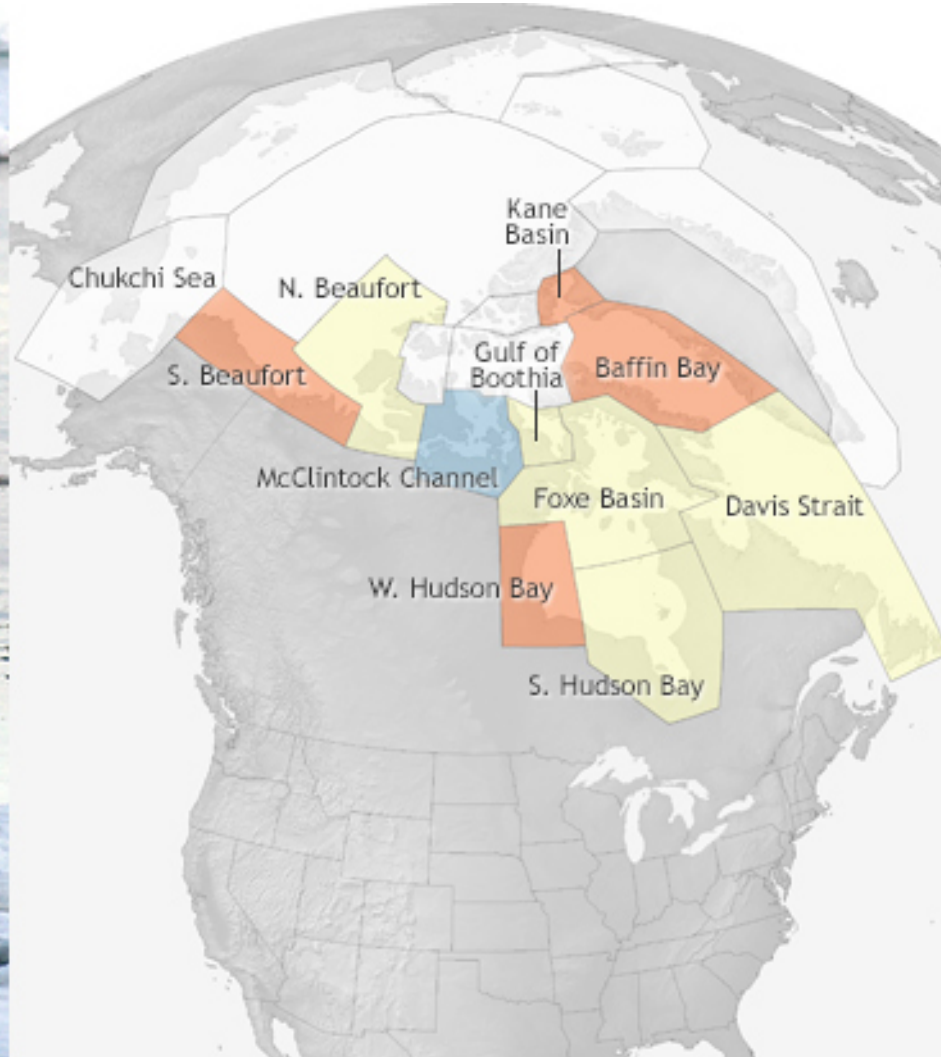 Kane
Basin
Chukchi Sea
N. Beaufort
Gulf of
Boothia
Baffin Bay
S. Beaufort
McClintock Channel
Foxe Basin
Davis Strait
W. Hudson Bay
S. Hudson Bay